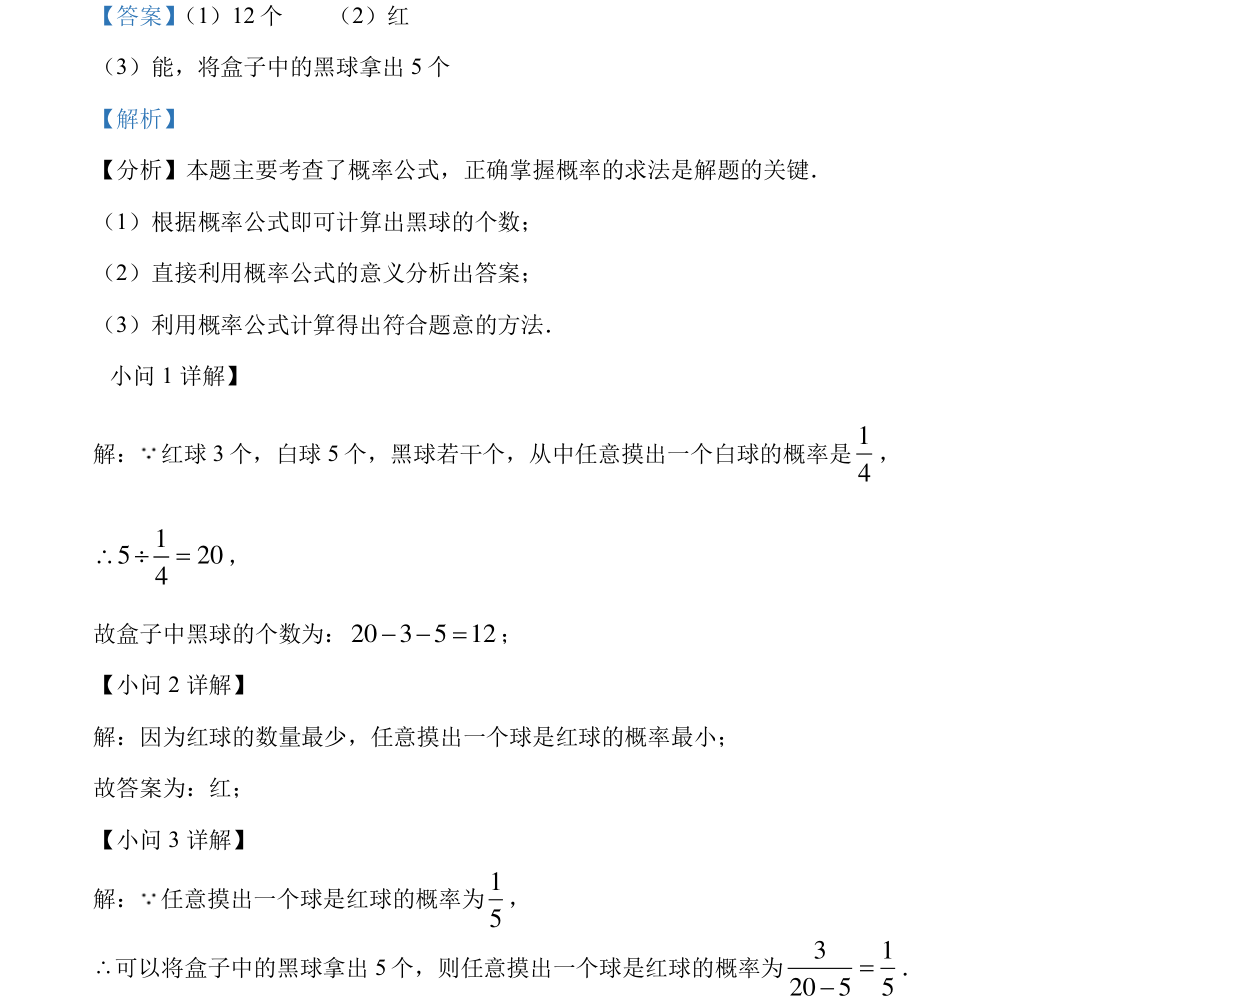 【答案】（1）12个 （2）红
（3）能，将盒子中的黑球拿出5个
【解析】
【分析】本题主要考查了概率公式，正确掌握概率的求法是解题的关键．
（1）根据概率公式即可计算出黑球的个数；
（2）直接利用概率公式的意义分析出答案；
（3）利用概率公式计算得出符合题意的方法．
小问1详解】
解：∵红球3个，白球5个，黑球若干个，从中任意摸出一个白球的概率是1/4，
∴5÷1/4=20，
故盒子中黑球的个数为：20−3−5=12；
【小问2详解】
解：因为红球的数量最少，任意摸出一个球是红球的概率最小；
故答案为：红；
【小问3详解】
解：∵任意摸出一个球是红球的概率为1/5，
∴可以将盒子中的黑球拿出5个，则任意摸出一个球是红球的概率为3/(20−5)=1/5．